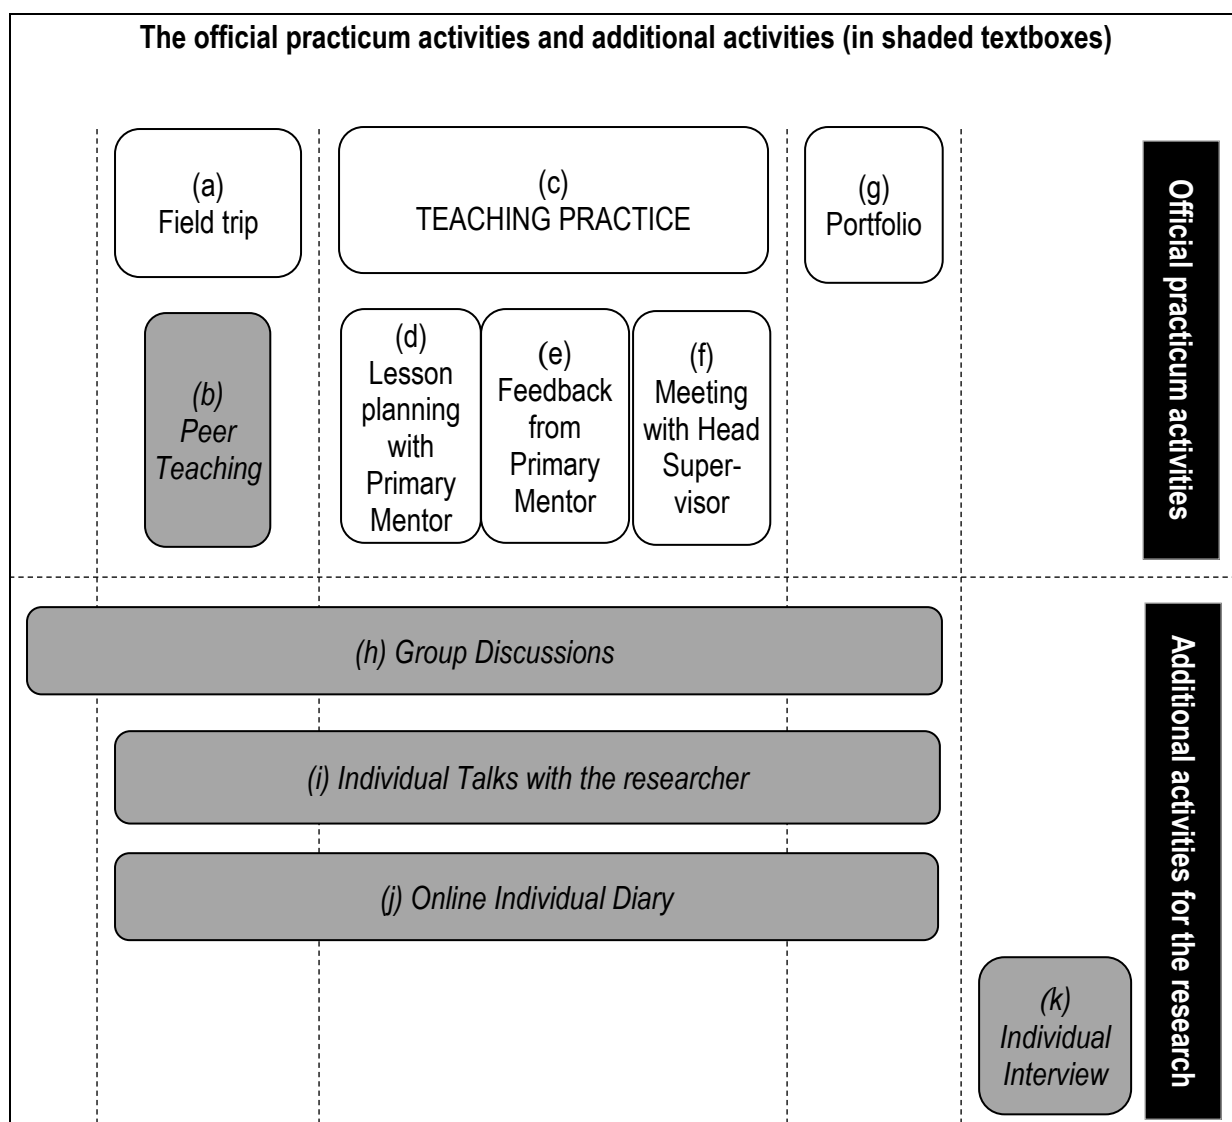 The official practicum activities and additional activities (in shaded textboxes)
(a)
Field trip
(c)
TEACHING PRACTICE
(g)
Portfolio
Official practicum activities
(b)
Peer
Teaching
(d)
Lesson
planning
with
Primary
Mentor
(e)
Feedback
from
Primary
Mentor
(f)
Meeting
with Head
Super-
visor
(h) Group Discussions
(i) Individual Talks with the researcher
(j) Online Individual Diary
(k)
Individual
Interview
Additional activities for the research